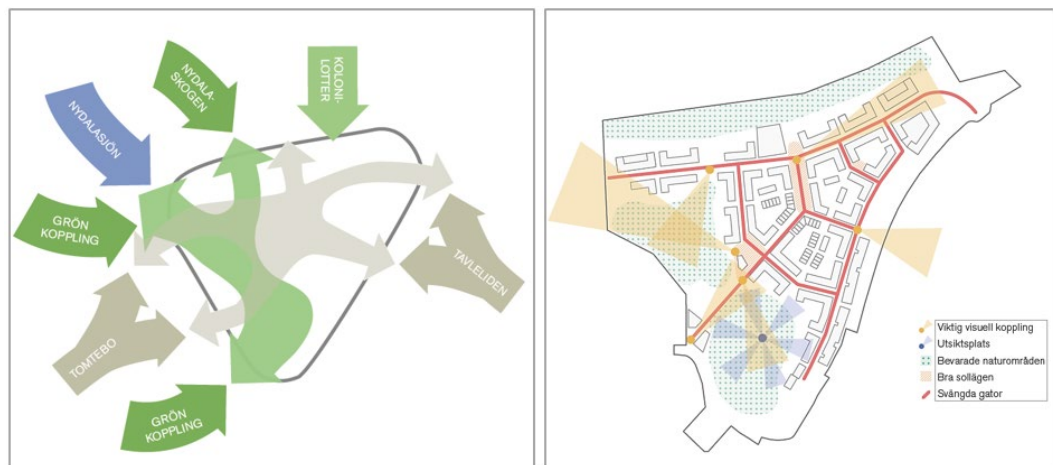 NYDALA-
SKOGEN
KOLONI-
LOTTER
NYDALASJÖN
GRÖN
KOPPLING
TAVLELIDEN
TOMTEBO
GRÖN
KOPPLING
Viktig visuell koppling
Utsiktsplats
Bevarade naturområden
Bra sollägen
Svängda gator